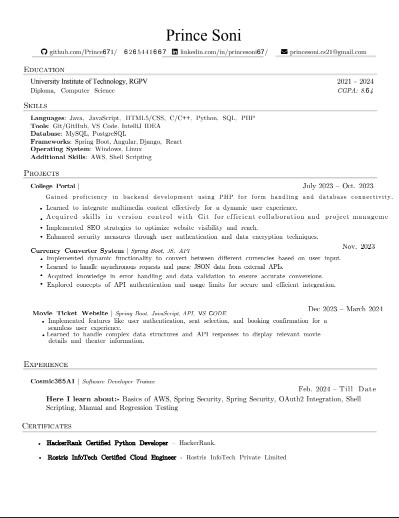 Prince Soni
github.com/Prince671/ 6265441667 linkedin.com/in/princesoni67/ princesoni.cs21@gmail.com
EDUCATION
University Institute of Technology, RGPV 2021 – 2024
Diploma, Computer Science CGPA: 8.64
SKILLS
Languages: Java, JavaScript, HTML5/CSS, C/C++, Python, SQL, PHP
Tools: Git/GitHub, VS Code, IntelliJ IDEA
Database: MySQL, PostgreSQL
Frameworks: Spring Boot, Angular, Django, React
Operating System: Windows, Linux
Additional Skills: AWS, Shell Scripting
PROJECTS
College Portal | July 2023 – Oct. 2023
Gained proficiency in backend development using PHP for form handling and database connectivity.
• Learned to integrate multimedia content effectively for a dynamic user experience.
• Acquired skills in version control with Git for efficient collaboration and project manageme
• Implemented SEO strategies to optimize website visibility and reach.
• Enhanced security measures through user authentication and data encryption techniques.
Currency Converter System | Spring Boot, JS, API Nov. 2023
• Implemented dynamic functionality to convert between different currencies based on user input.
• Learned to handle asynchronous requests and parse JSON data from external APIs.
• Acquired knowledge in error handling and data validation to ensure accurate conversions.
• Explored concepts of API authentication and usage limits for secure and efficient integration.
Movie Ticket Website | Spring Boot, JavaScript, API, VS CODE Dec 2023 – March 2024
• Implemented features like user authentication, seat selection, and booking confirmation for a
seamless user experience.
• Learned to handle complex data structures and API responses to display relevant movie
details and theater information.
EXPERIENCE
Cosmic365AI | Software Developer Trainee
Feb. 2024 – Till Date
Here I learn about:- Basics of AWS, Spring Security, Spring Security, OAuth2 Integration, Shell
Scripting, Manual and Regression Testing
CERTIFICATES
• HackerRank Certified Python Developer – HackerRank
• Rostris InfoTech Certified Cloud Engineer – Rostris InfoTech Private Limited